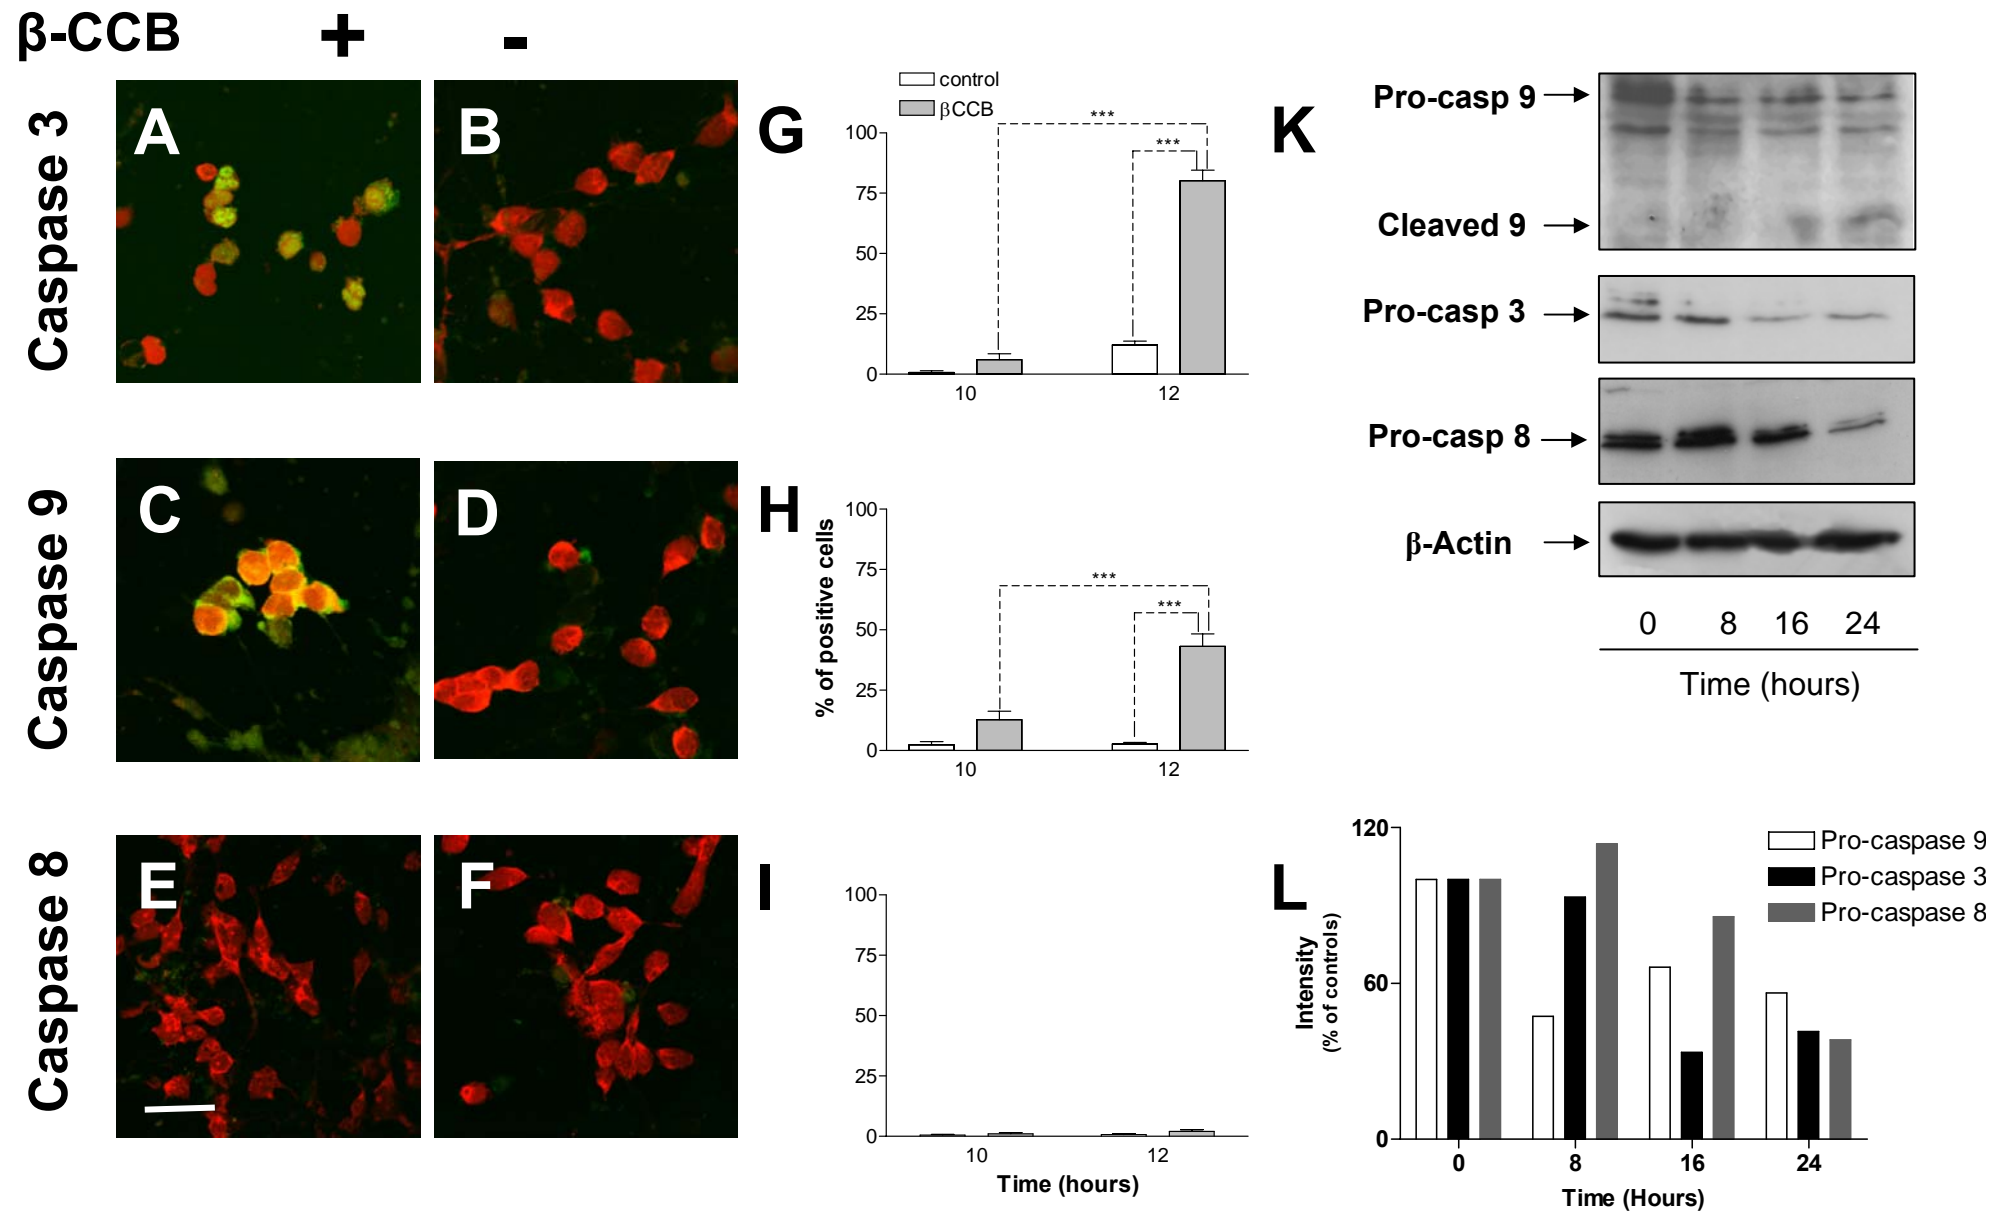 β-CCB + -
Caspase 3
A
B
G
control
βCCB
***
***
100
75
50
25
0
10 12
Caspase 9
C
D
H
% of positive cells
***
***
100
75
50
25
0
10 12
Caspase 8
E
F
I
100
75
50
25
0
10 12
Time (hours)
K
Pro-casp 9
Cleaved 9
Pro-casp 3
Pro-casp 8
β-Actin
0 8 16 24
Time (hours)
L
Pro-caspase 9
Pro-caspase 3
Pro-caspase 8
Intensity
(% of controls)
120
60
0
0 8 16 24
Time (Hours)